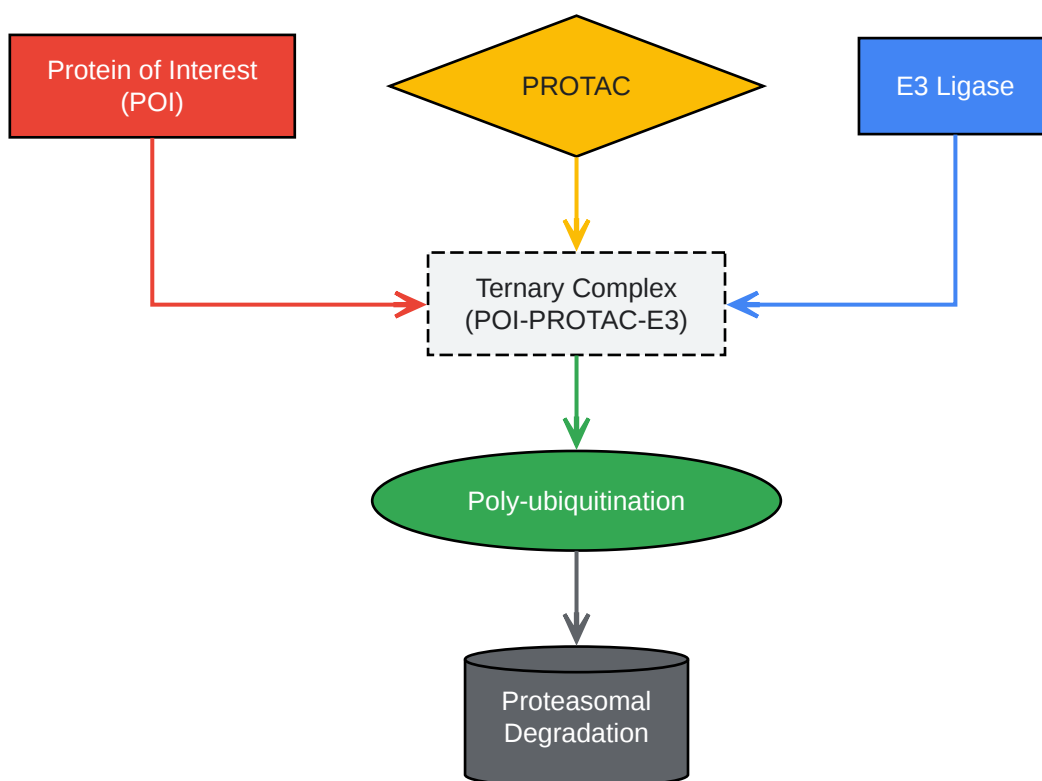 Protein of Interest
(POI)
PROTAC
E3 Ligase
Ternary Complex
(POI-PROTAC-E3)
Poly-ubiquitination
Proteasomal
Degradation